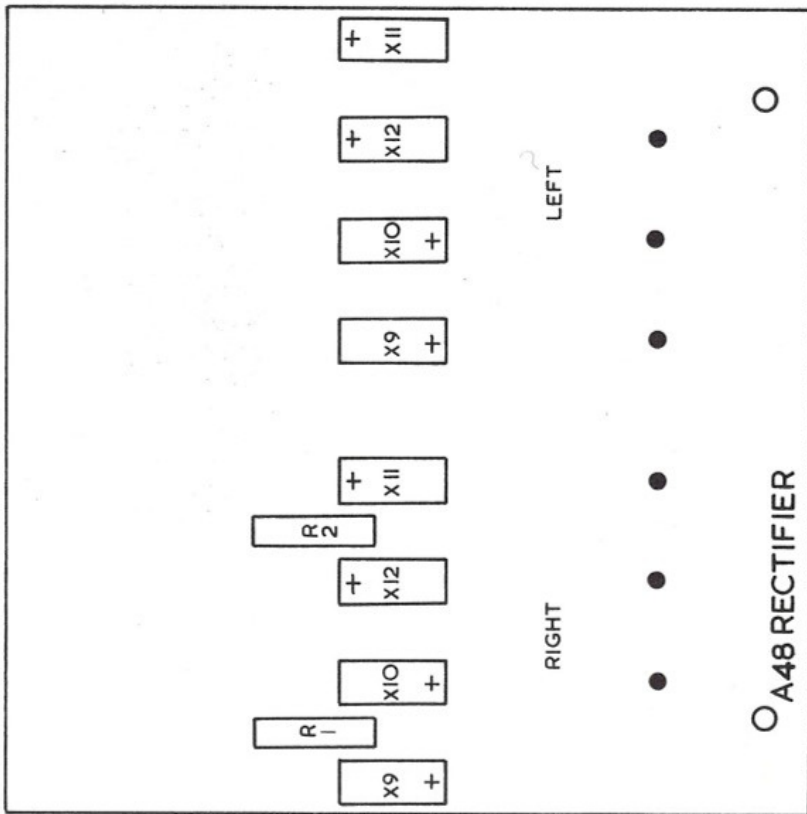 + X11
+ X12
X10 +
X9 +
+ X11
R2
+ X12
X10 +
R1
X9 +
LEFT
RIGHT
A48 RECTIFIER